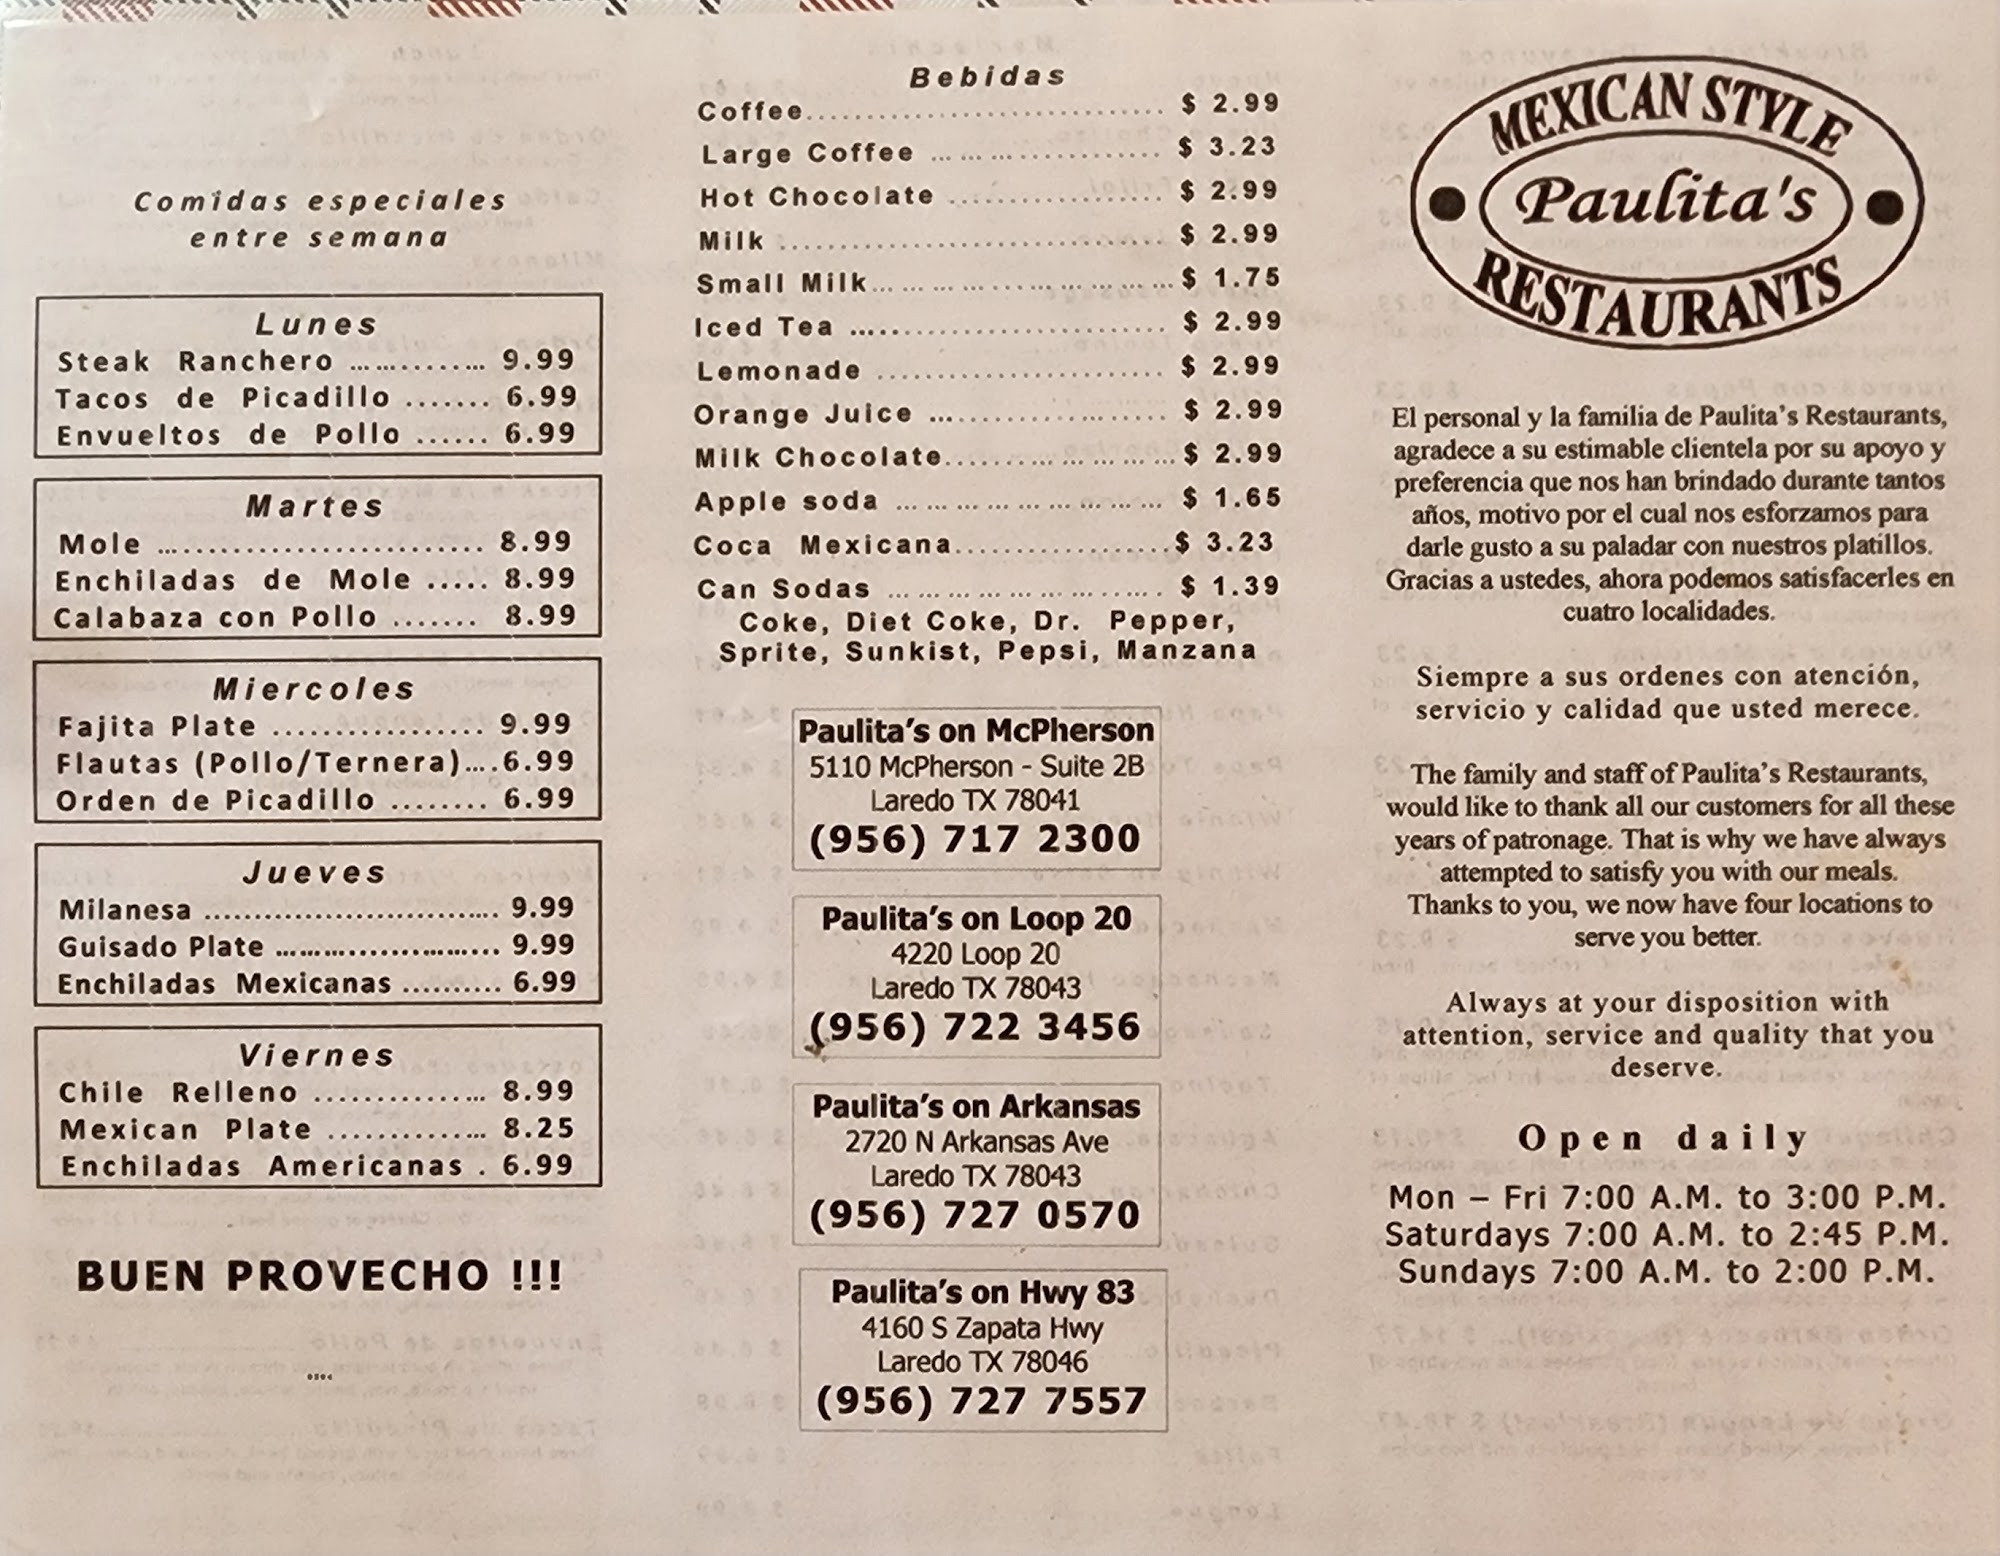 Comidas especiales
entre semana
Lunes
Steak Ranchero .............. 9.99
Tacos de Picadillo ....... 6.99
Envueltos de Pollo ...... 6.99
Martes
Mole ........................... 8.99
Enchiladas de Mole ..... 8.99
Calabaza con Pollo ....... 8.99
Miercoles
Fajita Plate ................. 9.99
Flautas (Pollo/Ternera)....6.99
Orden de Picadillo ........ 6.99
Jueves
Milanesa ............................ 9.99
Guisado Plate ......................... 9.99
Enchiladas Mexicanas .......... 6.99
Viernes
Chile Relleno ............... 8.99
Mexican Plate .............. 8.25
Enchiladas Americanas . 6.99
BUEN PROVECHO !!!
Bebidas
Coffee............................... $ 2.99
Large Coffee ........................ $ 3.23
Hot Chocolate .................... $ 2.99
Milk .................................... $ 2.99
Small Milk............................ $ 1.75
Iced Tea .............................. $ 2.99
Lemonade ........................... $ 2.99
Orange Juice ...................... $ 2.99
Milk Chocolate...................... $ 2.99
Apple soda .......................... $ 1.65
Coca Mexicana....................$ 3.23
Can Sodas .......................... $ 1.39
Coke, Diet Coke, Dr. Pepper,
Sprite, Sunkist, Pepsi, Manzana
Paulita's on McPherson
5110 McPherson - Suite 2B
Laredo TX 78041
(956) 717 2300
Paulita's on Loop 20
4220 Loop 20
Laredo TX 78043
(956) 722 3456
Paulita's on Arkansas
2720 N Arkansas Ave
Laredo TX 78043
(956) 727 0570
Paulita's on Hwy 83
4160 S Zapata Hwy
Laredo TX 78046
(956) 727 7557
MEXICAN STYLE
Paulita's
RESTAURANTS
El personal y la familia de Paulita's Restaurants,
agradece a su estimable clientela por su apoyo y
preferencia que nos han brindado durante tantos
años, motivo por el cual nos esforzamos para
darle gusto a su paladar con nuestros platillos.
Gracias a ustedes, ahora podemos satisfacerles en
cuatro localidades.
Siempre a sus ordenes con atención,
servicio y calidad que usted merece.
The family and staff of Paulita's Restaurants,
would like to thank all our customers for all these
years of patronage. That is why we have always
attempted to satisfy you with our meals.
Thanks to you, we now have four locations to
serve you better.
Always at your disposition with
attention, service and quality that you
deserve.
Open daily
Mon – Fri 7:00 A.M. to 3:00 P.M.
Saturdays 7:00 A.M. to 2:45 P.M.
Sundays 7:00 A.M. to 2:00 P.M.